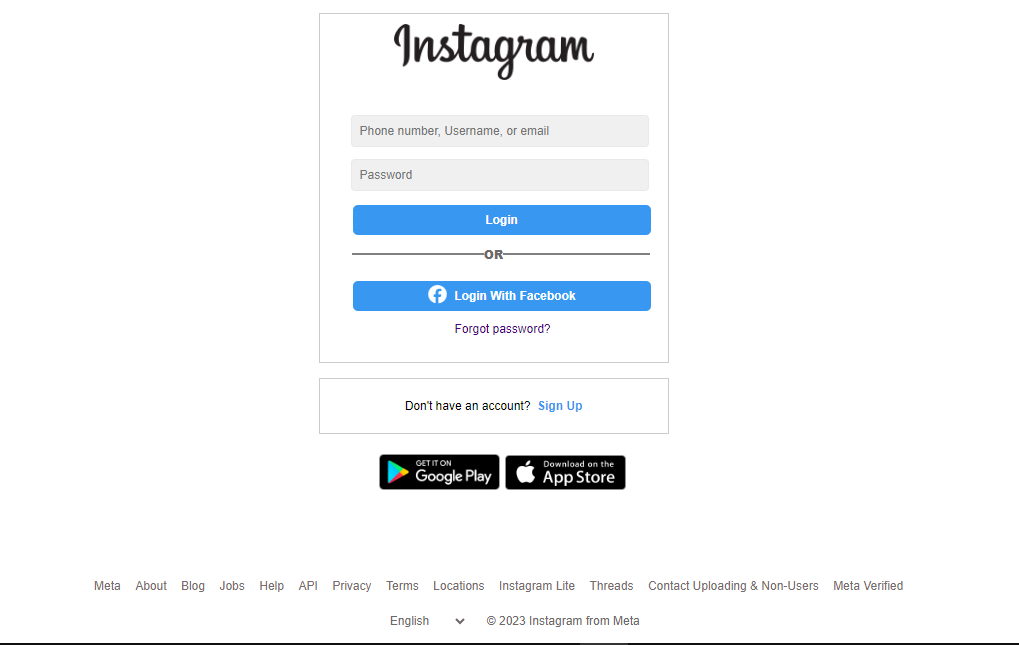 Instagram
Phone number, Username, or email
Password
Login
OR
Login With Facebook
Forgot password?
Don't have an account? Sign Up
GET IT ON
Google Play
Download on the
App Store
Meta About Blog Jobs Help API Privacy Terms Locations Instagram Lite Threads Contact Uploading & Non-Users Meta Verified
English © 2023 Instagram from Meta